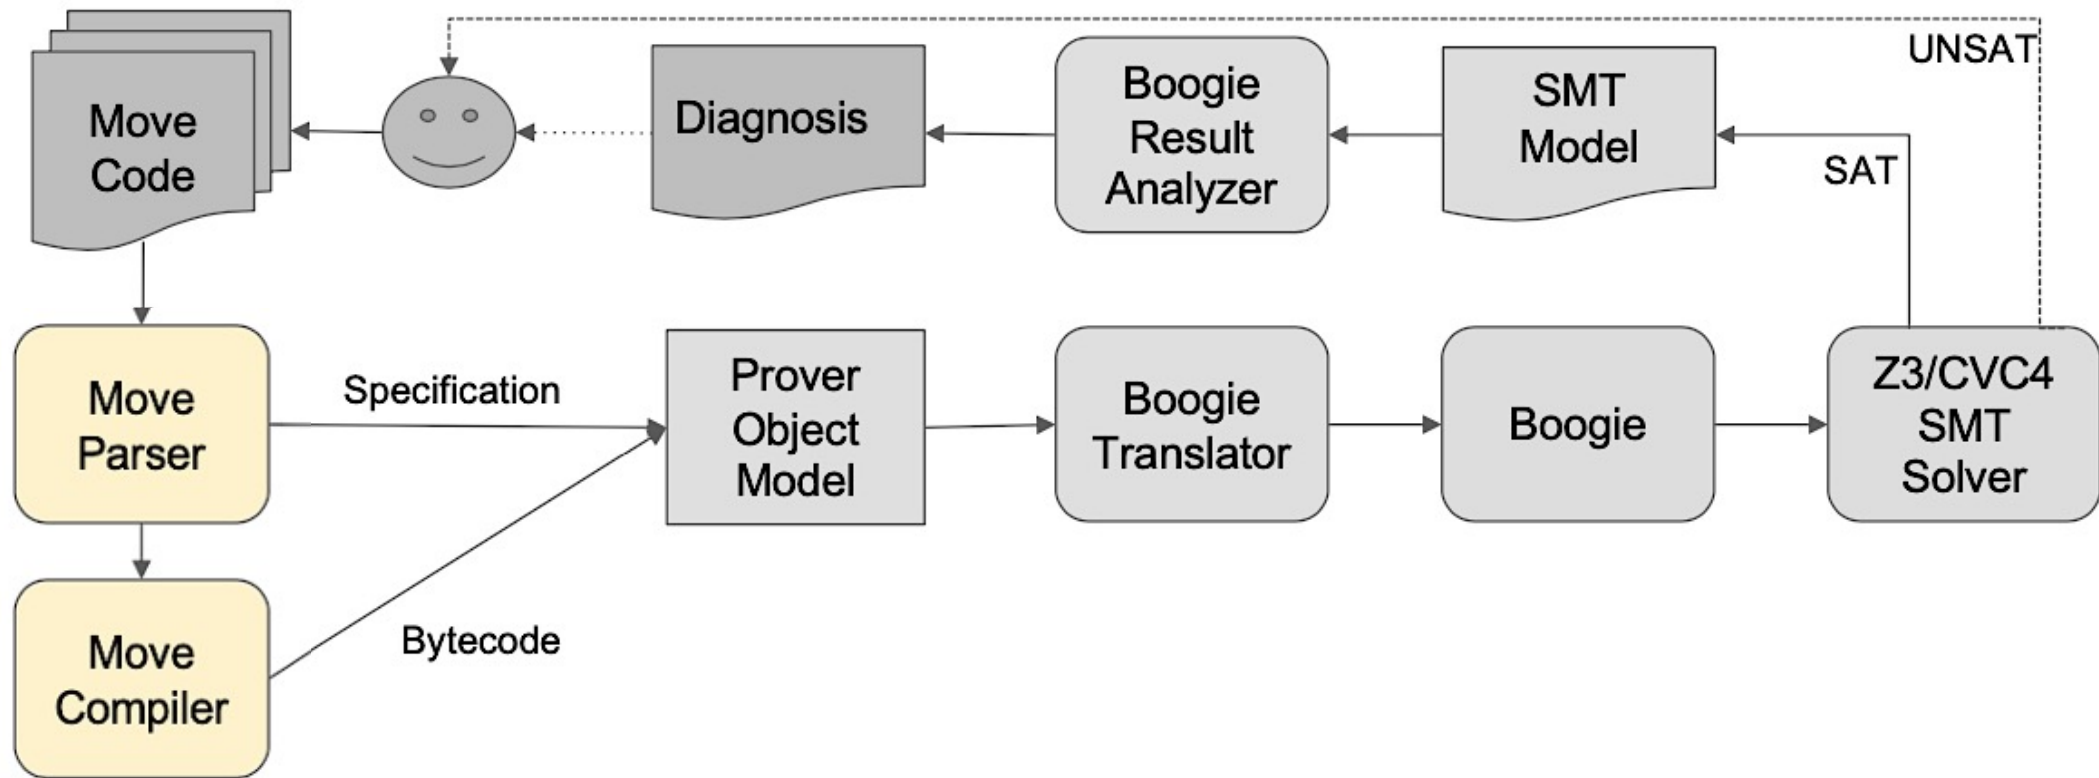 UNSAT
Move
Code
Diagnosis
Boogie
Result
Analyzer
SMT
Model
SAT
Move
Parser
Specification
Prover
Object
Model
Boogie
Translator
Boogie
Z3/CVC4
SMT
Solver
Move
Compiler
Bytecode